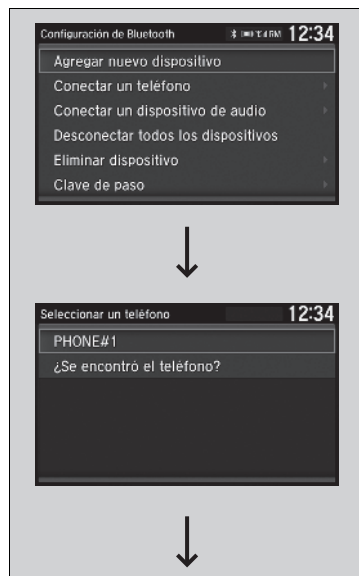 Configuración de Bluetooth 12:34
Agregar nuevo dispositivo
Conectar un teléfono
Conectar un dispositivo de audio
Desconectar todos los dispositivos
Eliminar dispositivo
Clave de paso
Seleccionar un teléfono 12:34
PHONE#1
¿Se encontró el teléfono?